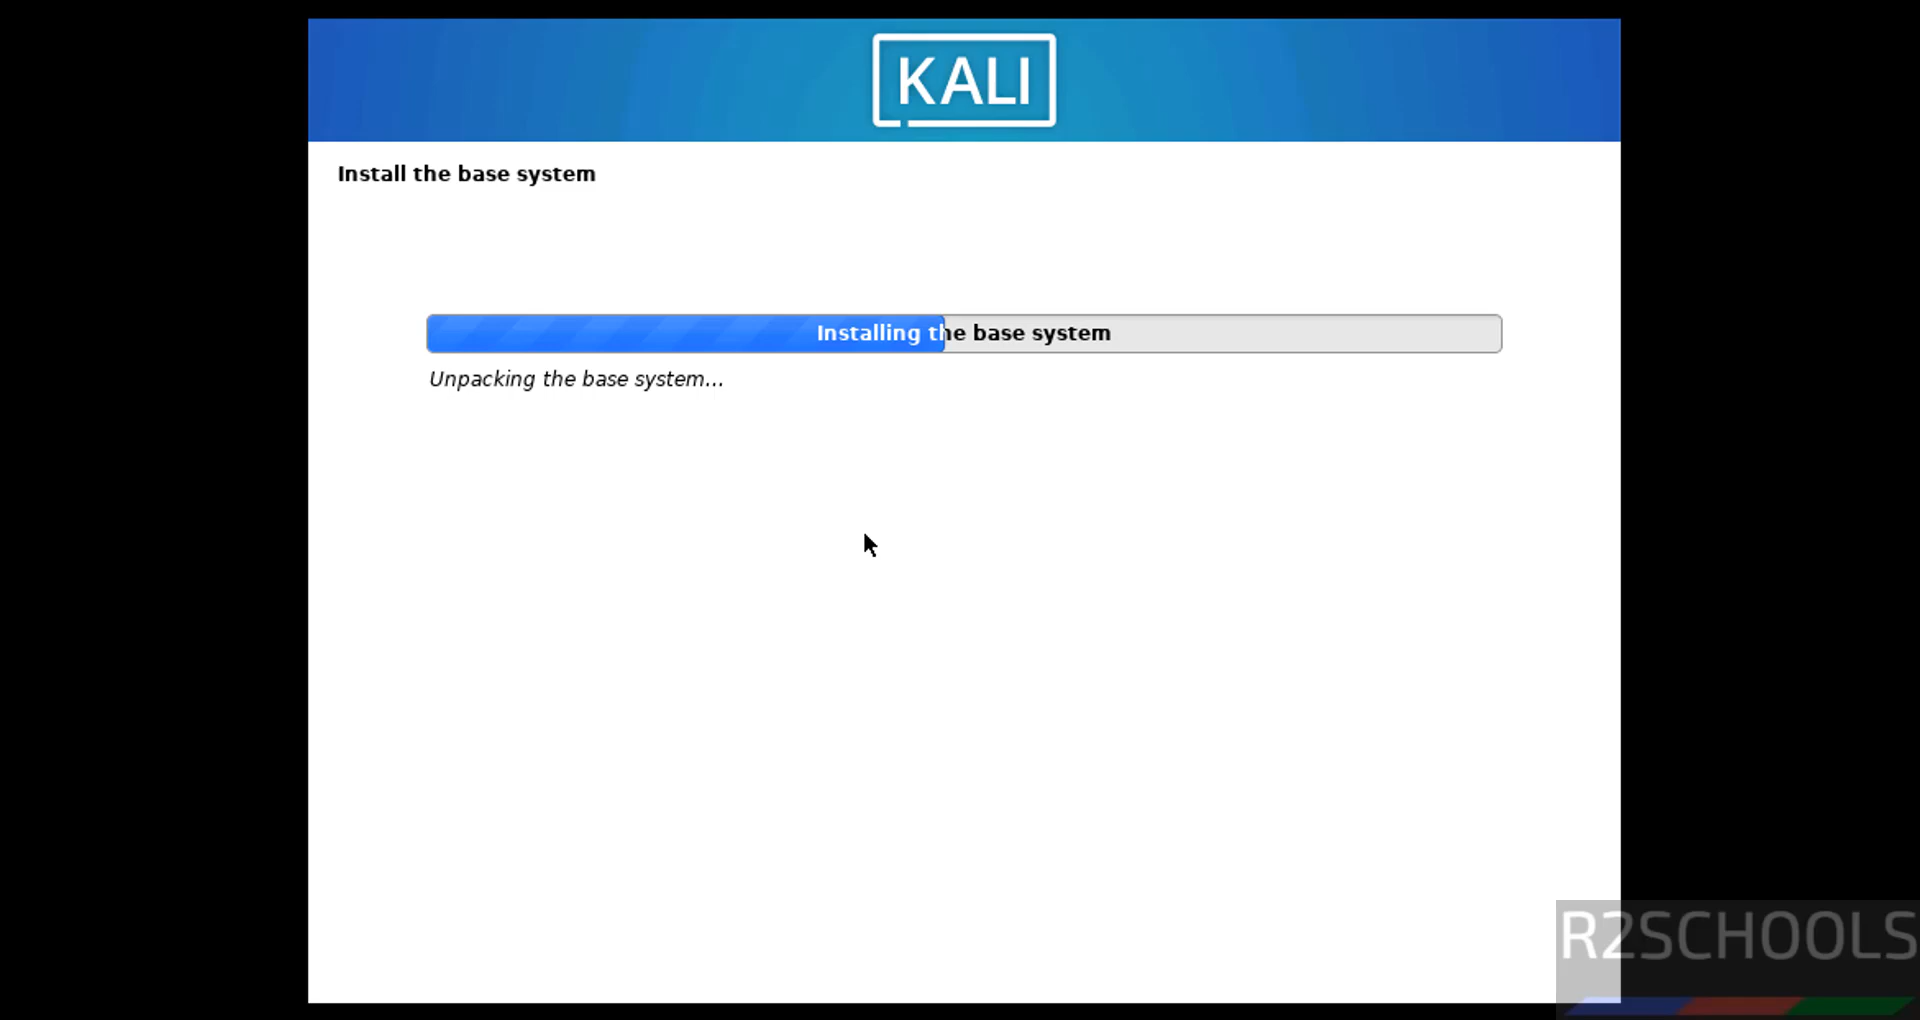 KALI
Install the base system
Installing the base system
Unpacking the base system...
R2SCHOOLS